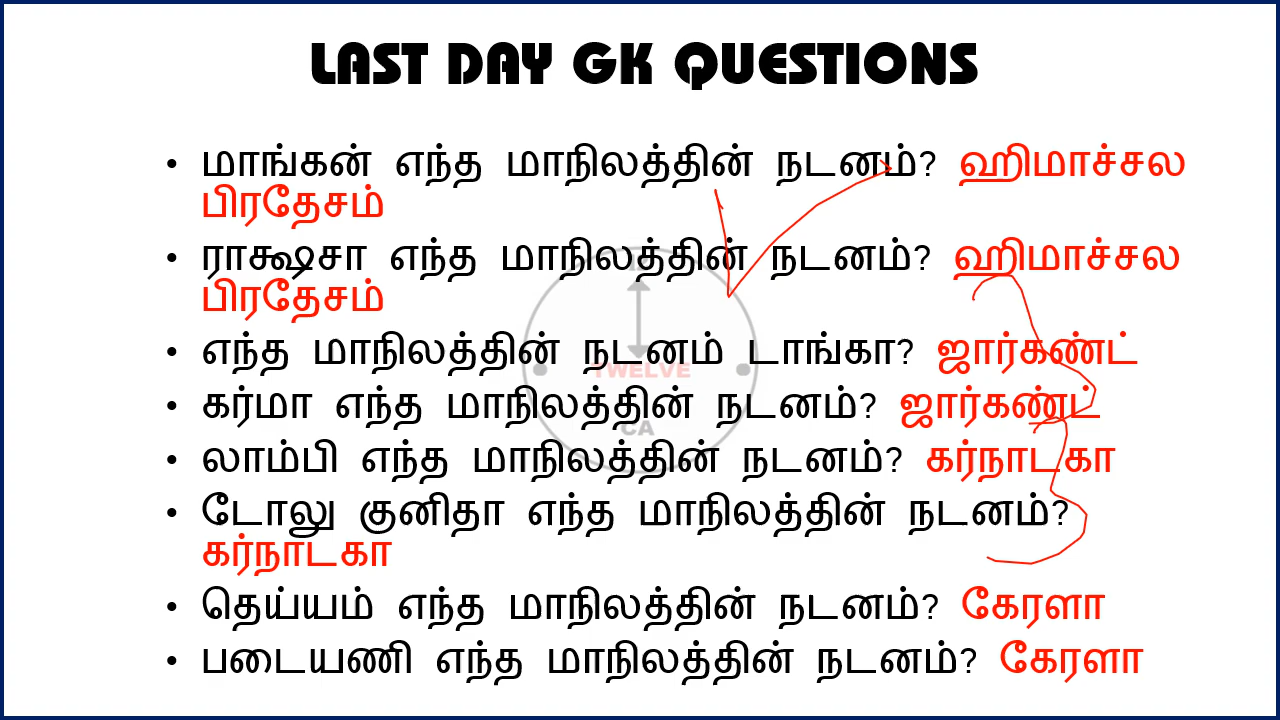 LAST DAY GK QUESTIONS
• மாங்கன் எந்த மாநிலத்தின் நடனம்? ஹிமாச்சல
பிரதேசம்
• ராக்ஷசா எந்த மாநிலத்தின் நடனம்? ஹிமாச்சல
பிரதேசம்
• எந்த மாநிலத்தின் நடனம் டாங்கா? ஜார்கண்ட்
TWELVE
• கர்மா எந்த மாநிலத்தின் நடனம்? ஜார்கண்ட்
CA
• லாம்பி எந்த மாநிலத்தின் நடனம்? கர்நாடகா
• டோலு குனிதா எந்த மாநிலத்தின் நடனம்?
கர்நாடகா
• தெய்யம் எந்த மாநிலத்தின் நடனம்? கேரளா
• படையணி எந்த மாநிலத்தின் நடனம்? கேரளா